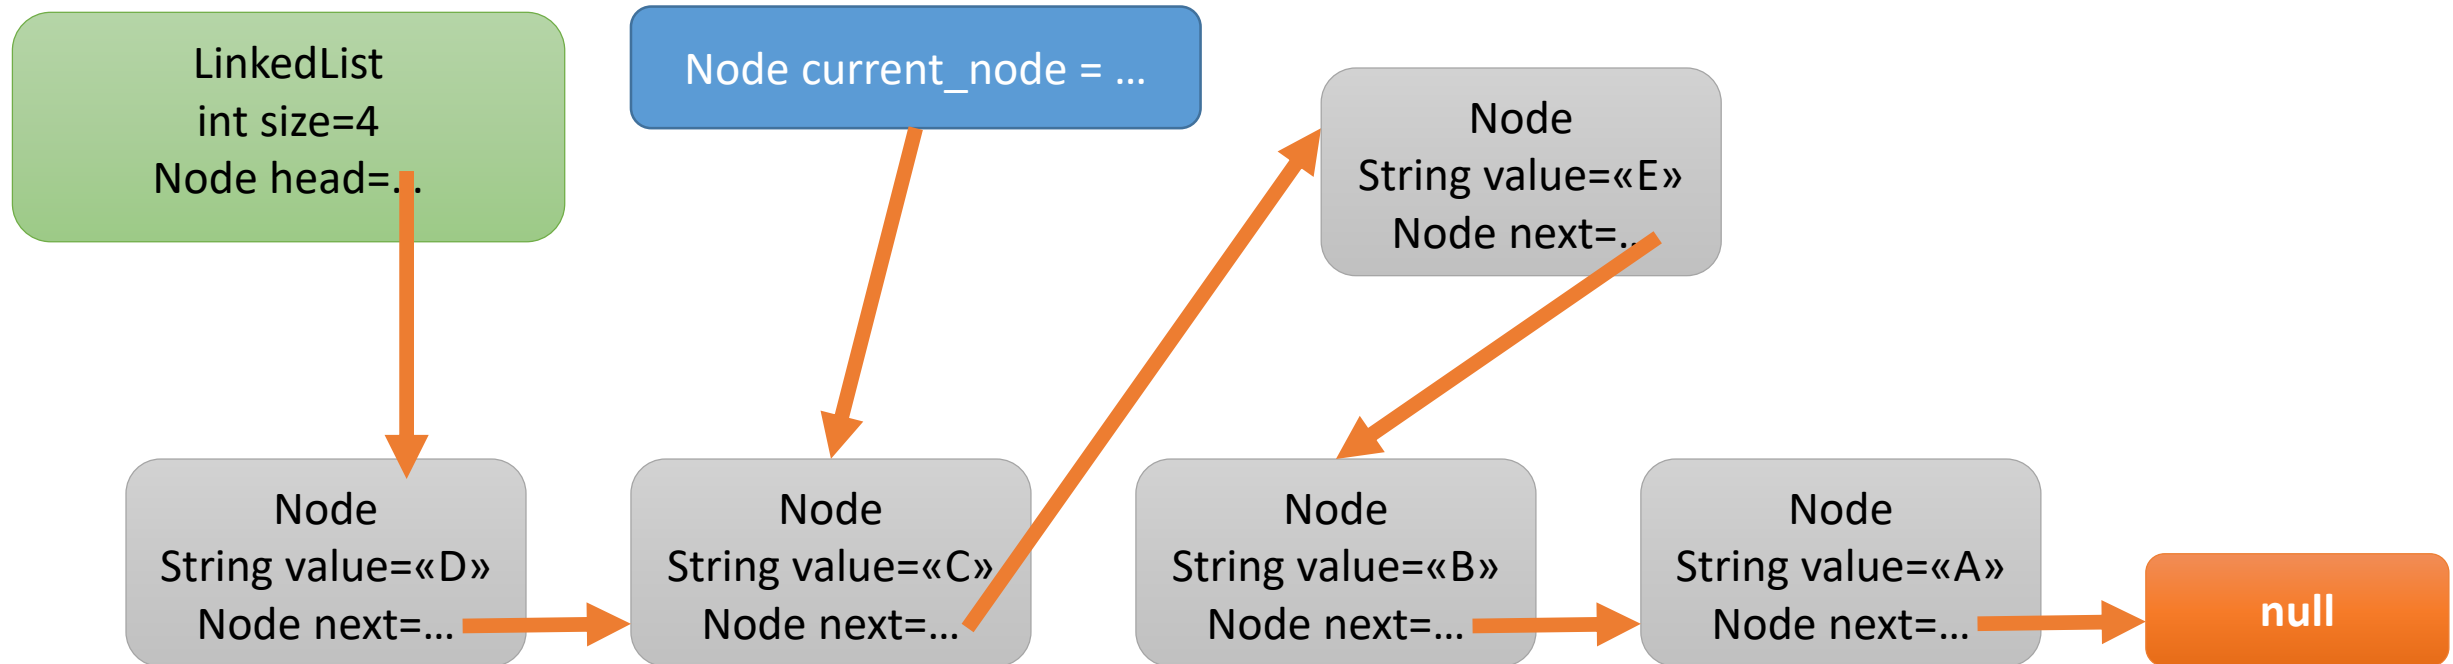 LinkedList
int size=4
Node head=...
Node current_node = ...
Node
String value=«E»
Node next=...
Node
String value=«D»
Node next=...
Node
String value=«C»
Node next=...
Node
String value=«B»
Node next=...
Node
String value=«A»
Node next=...
null